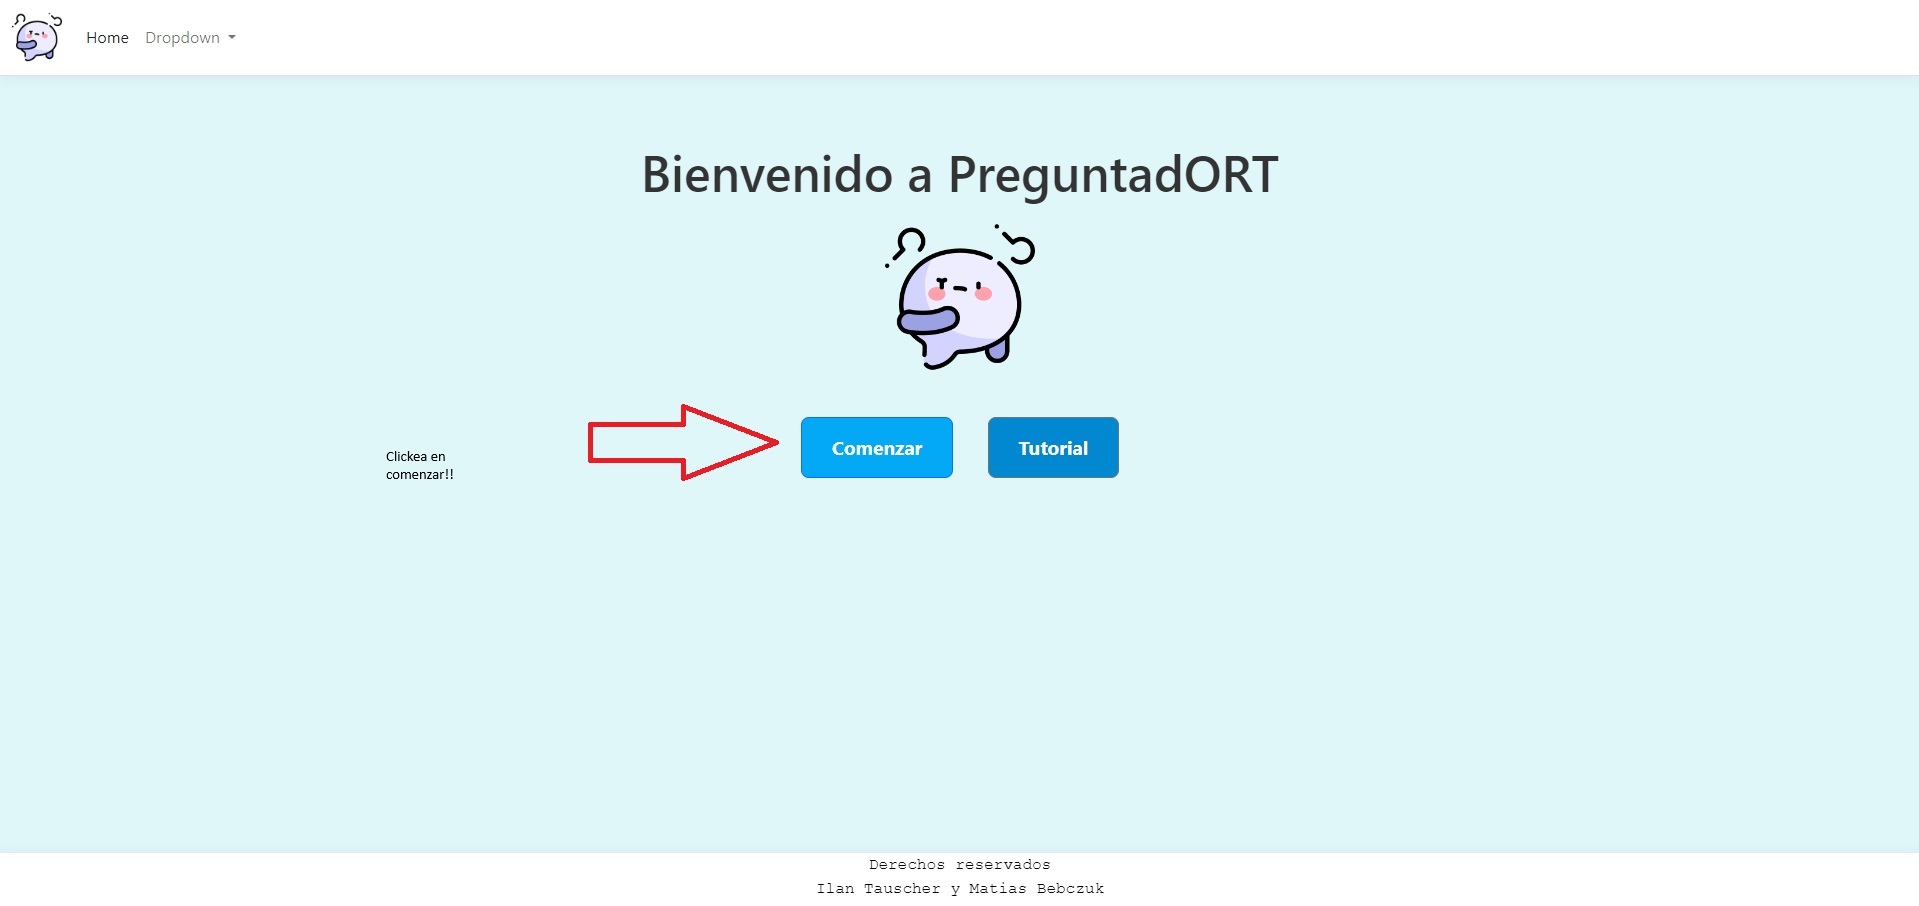 Home Dropdown
Bienvenido a PreguntadORT
Comenzar Tutorial
Clickea en
comenzar!!
Derechos reservados
Ilan Tauscher y Matias Bebczuk